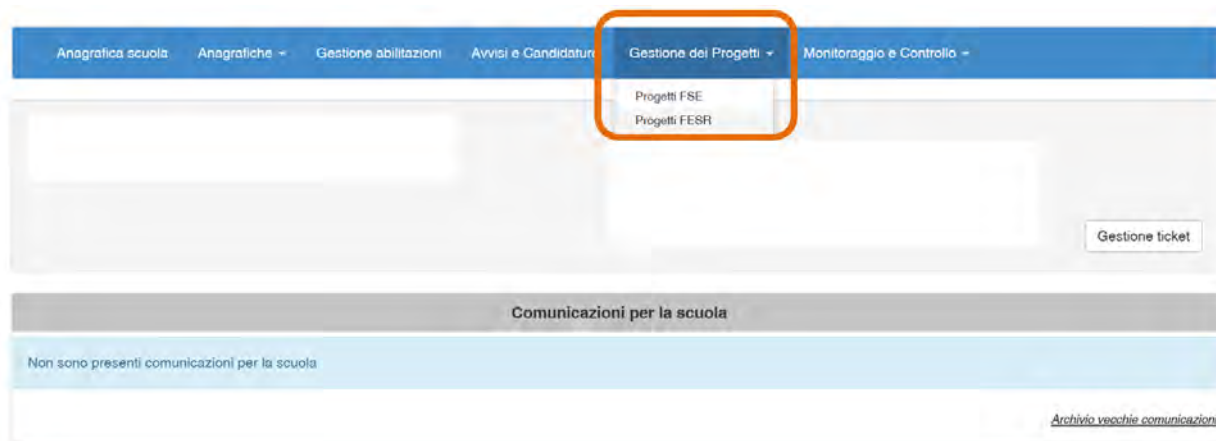 Anagrafica scuola Anagrafiche Gestione abilitazioni Avvisi e Candidature Gestione dei Progetti Monitoraggio e Controllo
Progetti FSE
Progetti FESR
Gestione ticket
Comunicazioni per la scuola
Non sono presenti comunicazioni per la scuola
Archivio vecchie comunicazioni